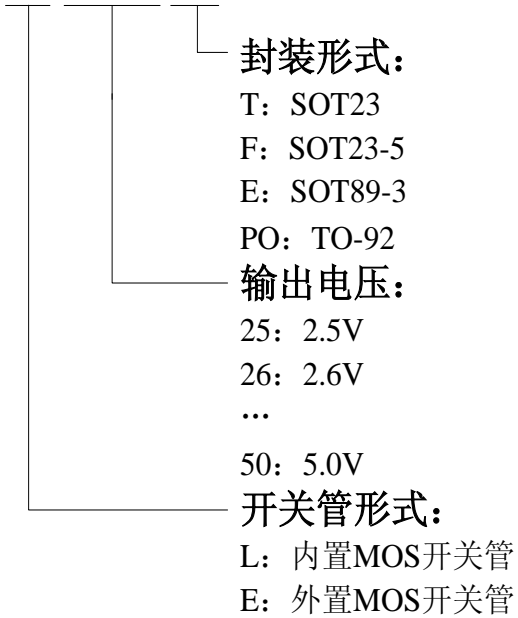 封装形式：
T：SOT23
F：SOT23-5
E：SOT89-3
PO：TO-92
输出电压：
25：2.5V
26：2.6V
…
50：5.0V
开关管形式：
L：内置MOS开关管
E：外置MOS开关管